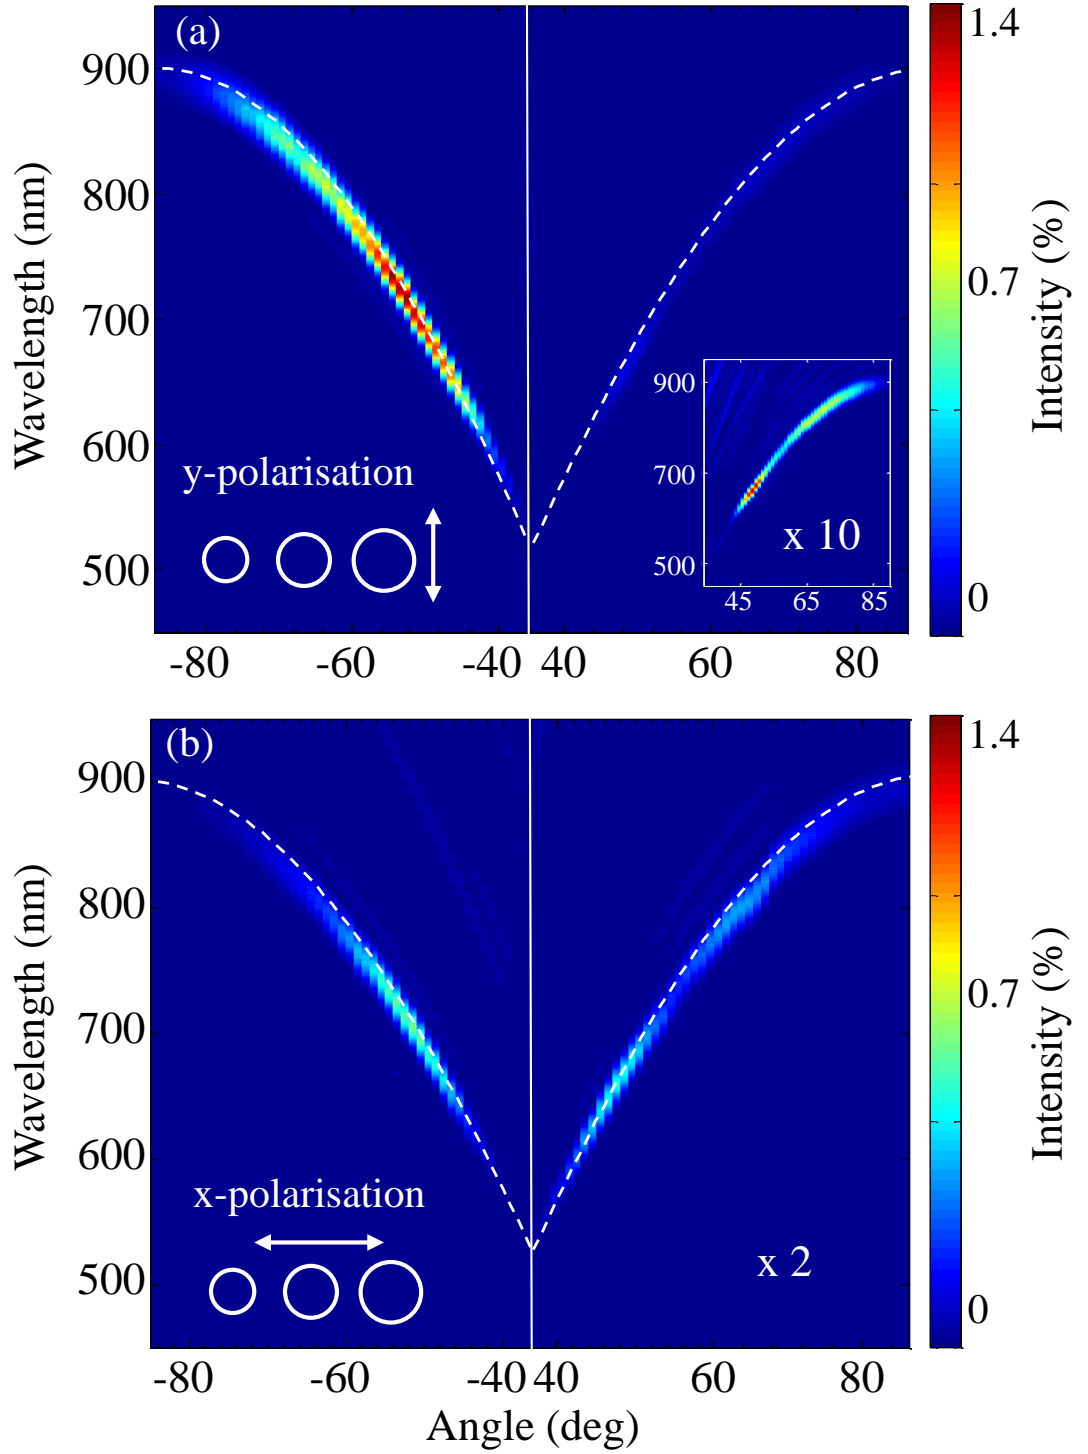 (a)
1.4
0.7
0
Intensity (%)
900
800
700
600
500
Wavelength (nm)
y-polarisation
900
700
500
x 10
45 65 85
-80 -60 -40 40 60 80
(b)
1.4
0.7
0
Intensity (%)
900
800
700
600
500
Wavelength (nm)
x-polarisation
x 2
-80 -60 -40 40 60 80
Angle (deg)